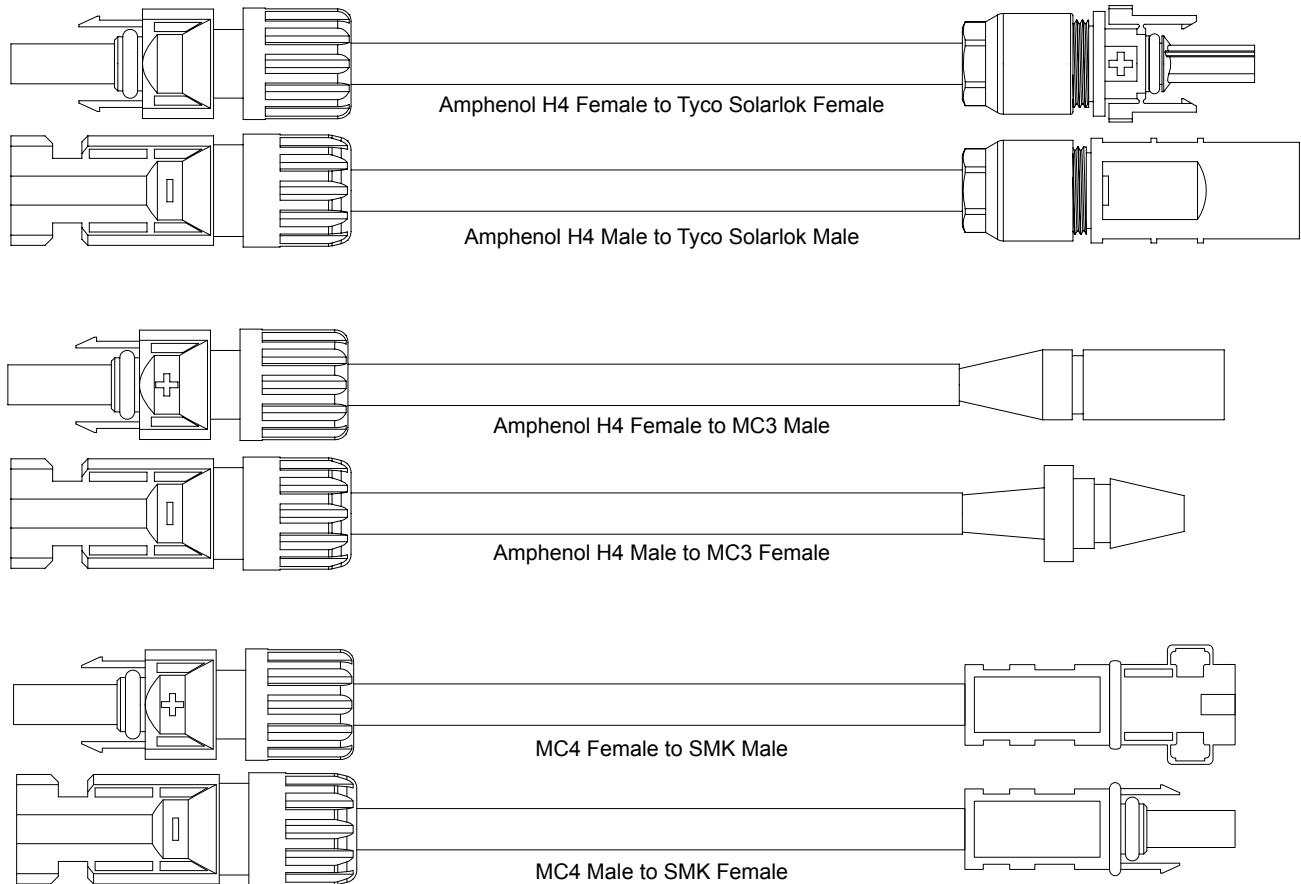 Amphenol H4 Female to Tyco Solarlok Female
Amphenol H4 Male to Tyco Solarlok Male
Amphenol H4 Female to MC3 Male
Amphenol H4 Male to MC3 Female
MC4 Female to SMK Male
MC4 Male to SMK Female